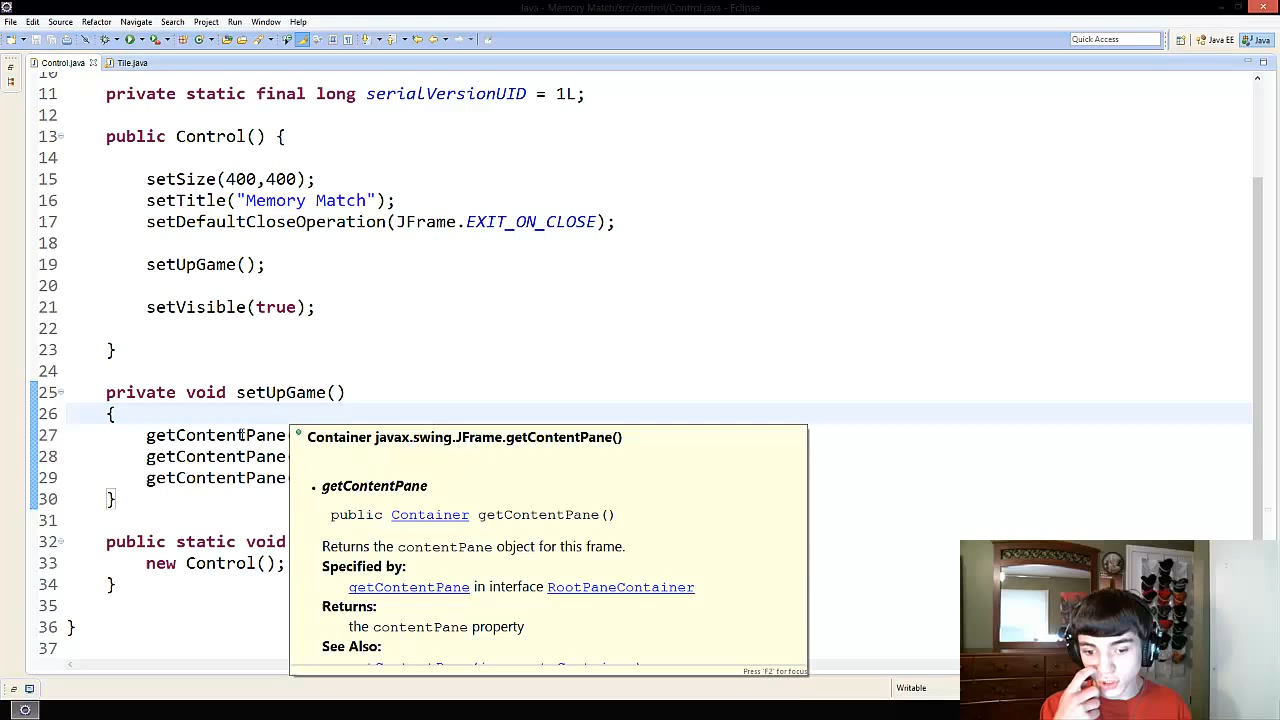 Java - Memory Match/src/control/Control.java - Eclipse
File Edit Source Refactor Navigate Search Project Run Window Help
Quick Access
Java EE
Java
Control.java
Tile.java
10
11 private static final long serialVersionUID = 1L;
12
13 public Control() {
14
15 setSize(400,400);
16 setTitle("Memory Match");
17 setDefaultCloseOperation(JFrame.EXIT_ON_CLOSE);
18
19 setUpGame();
20
21 setVisible(true);
22
23 }
24
25 private void setUpGame()
26 {
27 getContentPane
28 getContentPane
29 getContentPane
30 }
31
32 public static void
33 new Control();
34 }
35
36 }
37
Container javax.swing.JFrame.getContentPane()
• getContentPane
public Container getContentPane()
Returns the contentPane object for this frame.
Specified by:
getContentPane in interface RootPaneContainer
Returns:
the contentPane property
See Also:
Press 'F2' for focus
Writable